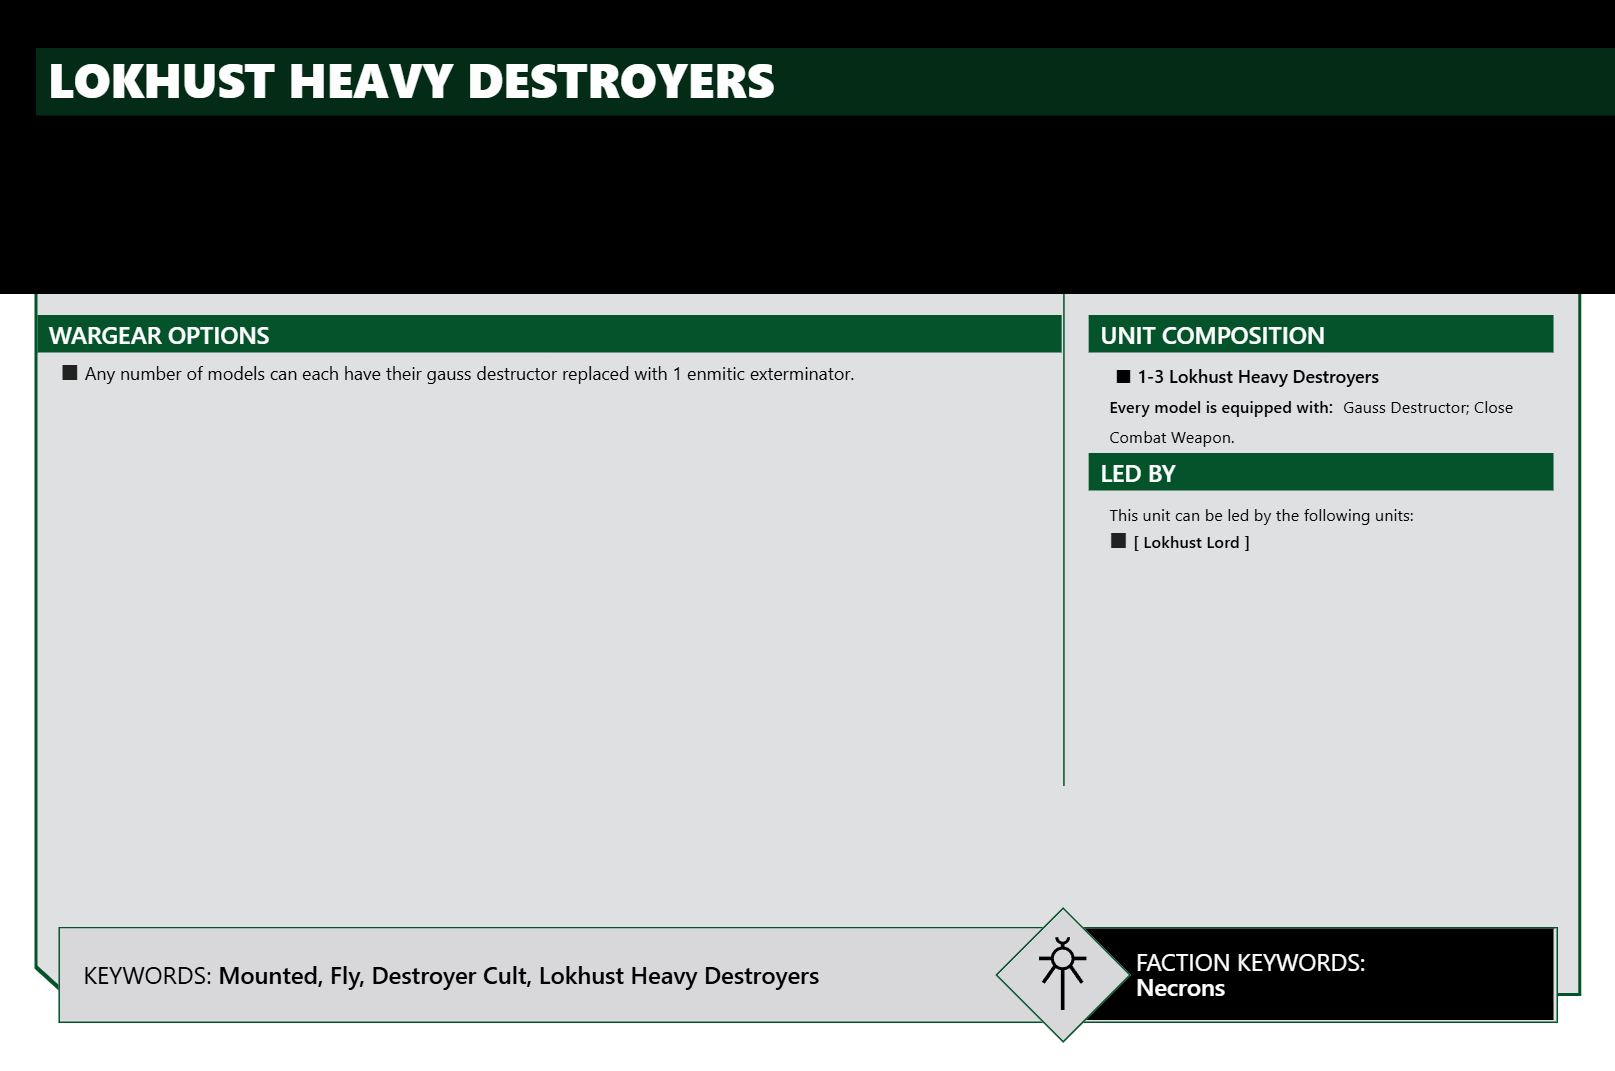 LOKHUST HEAVY DESTROYERS
WARGEAR OPTIONS
■ Any number of models can each have their gauss destructor replaced with 1 enmitic exterminator.
UNIT COMPOSITION
■ 1-3 Lokhust Heavy Destroyers
Every model is equipped with: Gauss Destructor; Close
Combat Weapon.
LED BY
This unit can be led by the following units:
■ [ Lokhust Lord ]
KEYWORDS: Mounted, Fly, Destroyer Cult, Lokhust Heavy Destroyers
FACTION KEYWORDS:
Necrons